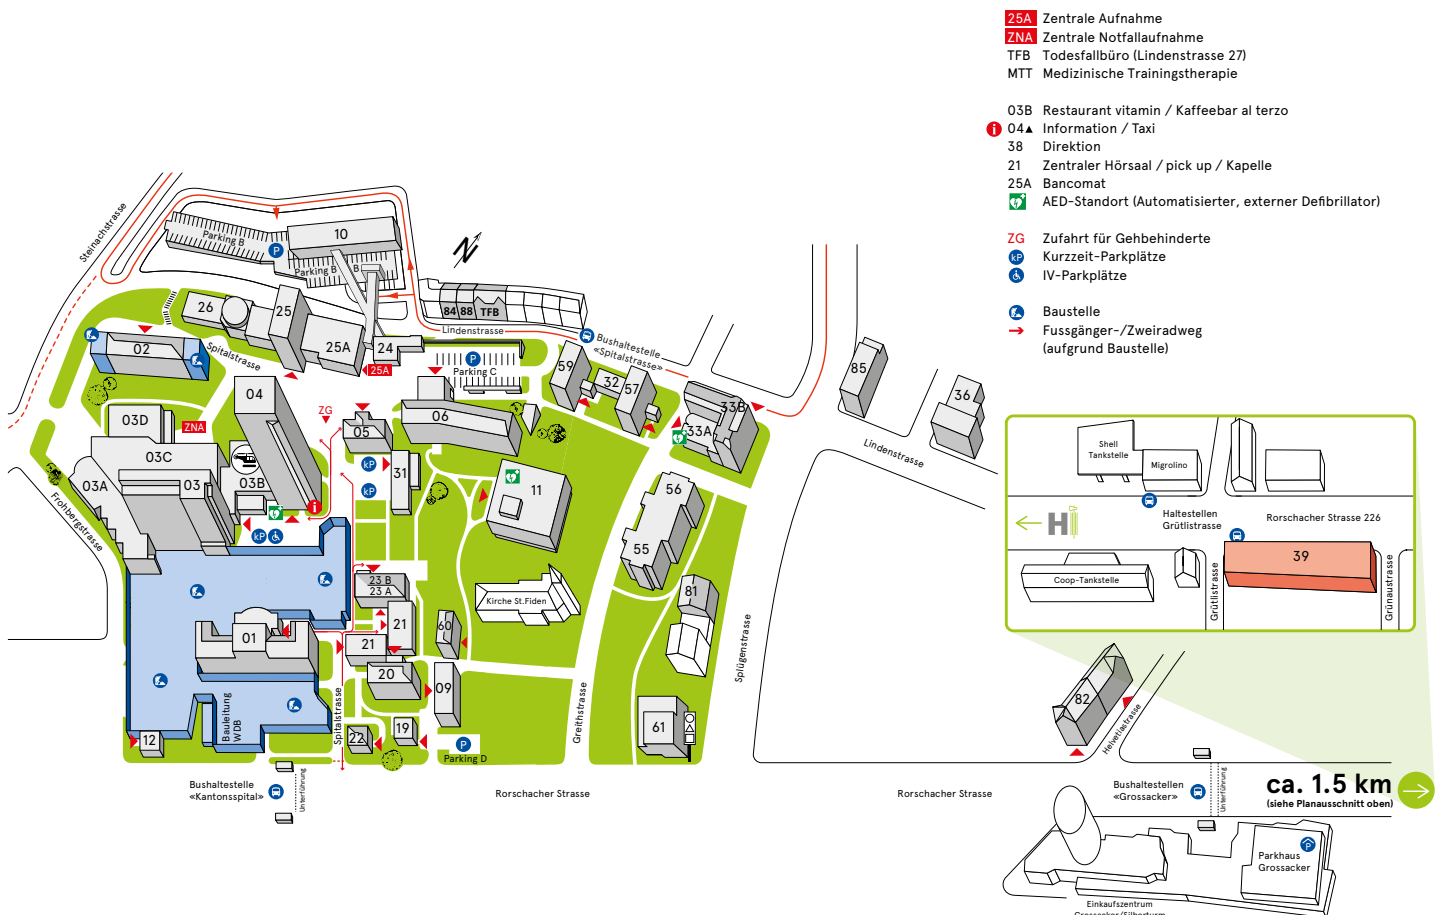 25A Zentrale Aufnahme
ZNA Zentrale Notfallaufnahme
TFB Todesfallbüro (Lindenstrasse 27)
MTT Medizinische Trainingstherapie
03B Restaurant vitamin / Kaffeebar al terzo
i 04▲ Information / Taxi
38 Direktion
21 Zentraler Hörsaal / pick up / Kapelle
25A Bancomat
AED-Standort (Automatisierter, externer Defibrillator)
ZG Zufahrt für Gehbehinderte
kP Kurzzeit-Parkplätze
IV-Parkplätze
Baustelle
→ Fussgänger-/Zweiradweg
(aufgrund Baustelle)
Steinachstrasse
Parking B
P
10
Parking B
B
N
26
25
25A
24
25A
84 88 TFB
Lindenstrasse
Bushaltestelle
«Spitalstrasse»
P
Parking C
02
Spitalstrasse
04
ZG
05
06
59
32
57
33B
33A
85
36
Lindenstrasse
03D
ZNA
03C
03A
03
03B
i
kP
kP
kP
31
11
56
55
Frohbergstrasse
23 B
23 A
21
21
20
60
09
Kirche St.Fiden
81
01
Bauleitung
WDB
Spitalstrasse
12
22
19
P
Parking D
61
Greithstrasse
Splügenstrasse
Bushaltestelle
«Kantonsspital»
Unterführung
Rorschacher Strasse
Rorschacher Strasse
Shell
Tankstelle
Migrolino
Haltestellen
Grütlistrasse
Rorschacher Strasse 226
H
Coop-Tankstelle
39
Grütlistrasse
Grünaustrasse
82
Helvetiastrasse
Bushaltestellen
«Grossacker»
Unterführung
ca. 1.5 km
(siehe Planausschnitt oben)
P
Parkhaus
Grossacker
Einkaufszentrum
Grossacker/Silberturm